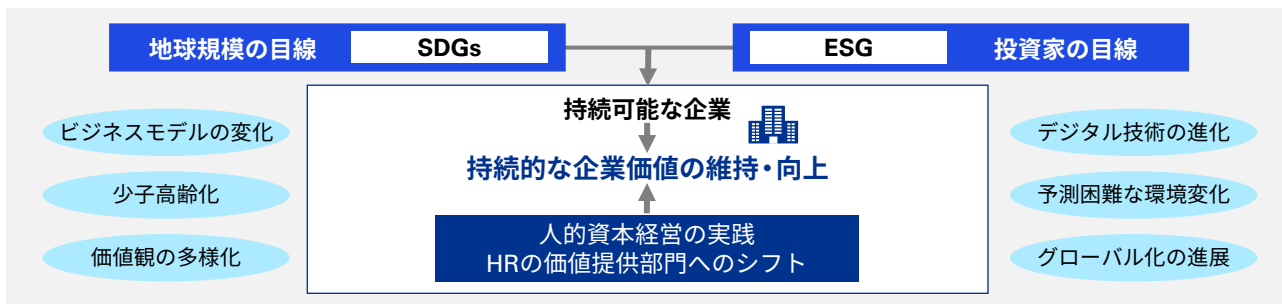 地球規模の目線
SDGs
ESG
投資家の目線
持続可能な企業
持続的な企業価値の維持・向上
人的資本経営の実践
HRの価値提供部門へのシフト
ビジネスモデルの変化
少子高齢化
価値観の多様化
デジタル技術の進化
予測困難な環境変化
グローバル化の進展